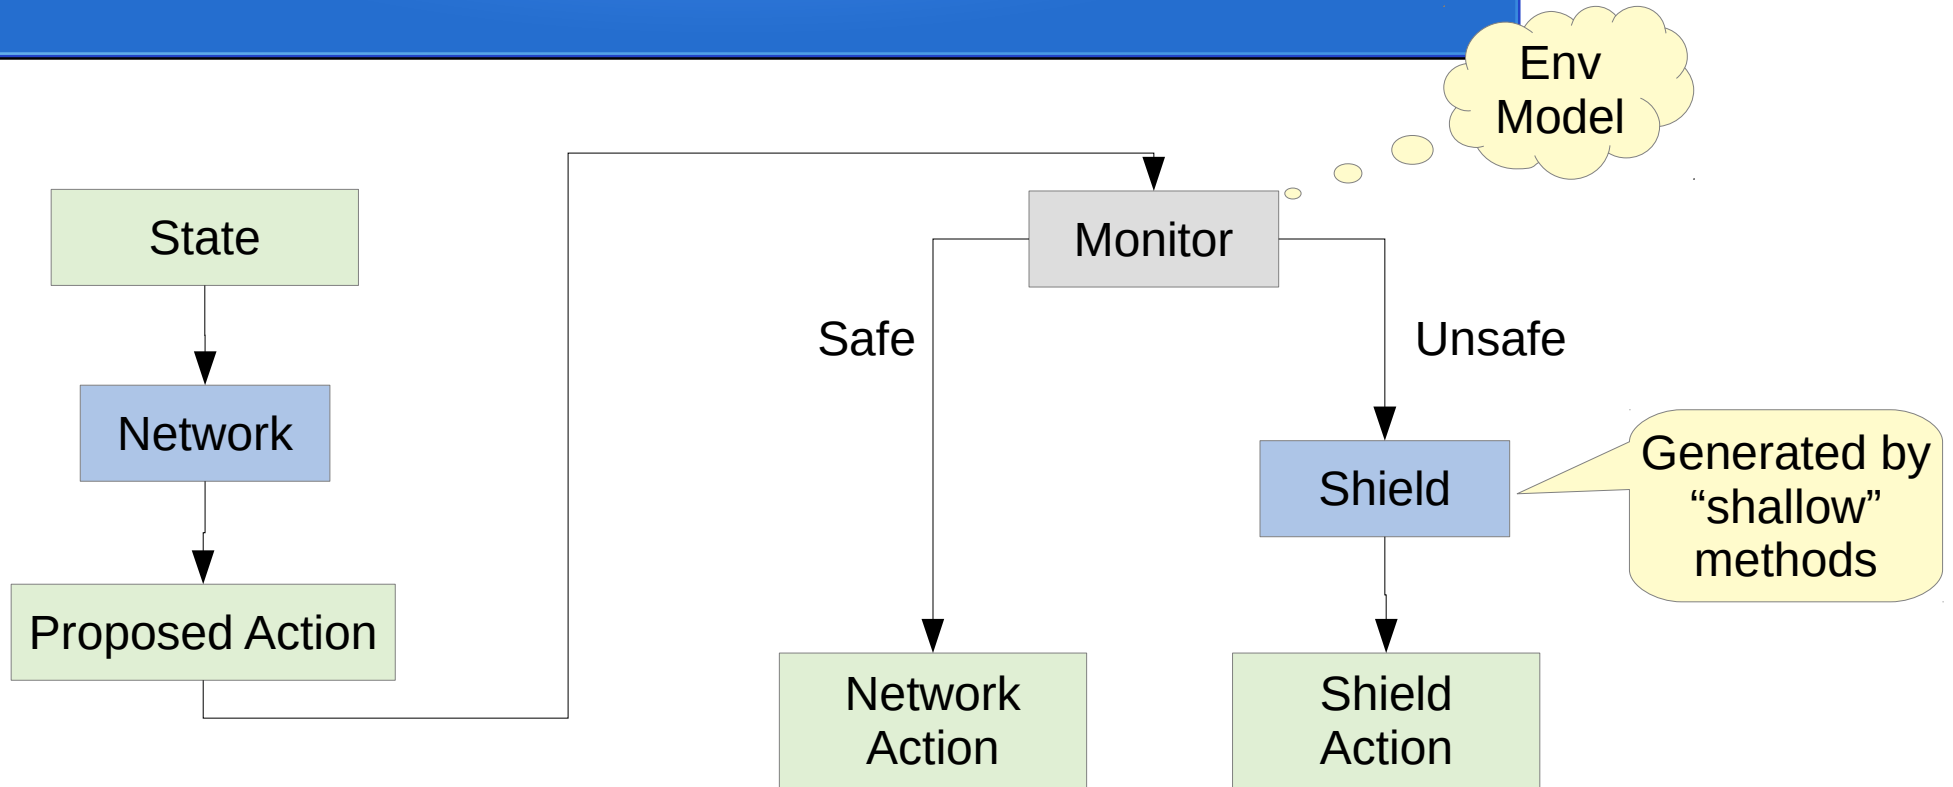 Env
Model
State
Monitor
Safe
Unsafe
Network
Generated by
“shallow”
methods
Shield
Proposed Action
Network
Action
Shield
Action